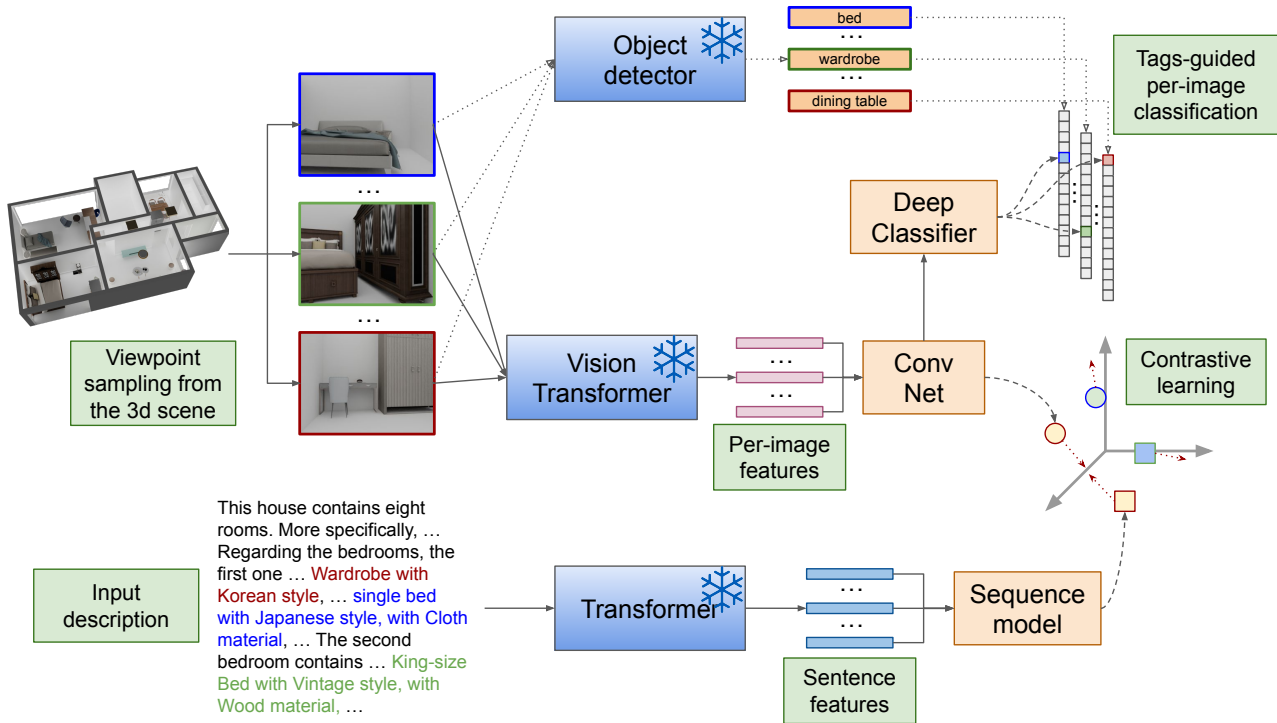 Object
detector
bed
...
wardrobe
...
dining table
Tags-guided
per-image
classification
...
...
Deep
Classifier
Viewpoint
sampling from
the 3d scene
Vision
Transformer
...
...
Per-image
features
Conv
Net
Contrastive
learning
Input
description
This house contains eight
rooms. More specifically, …
Regarding the bedrooms, the
first one … Wardrobe with
Korean style, … single bed
with Japanese style, with Cloth
material, … The second
bedroom contains … King-size
Bed with Vintage style, with
Wood material, …
Transformer
...
...
Sentence
features
Sequence
model